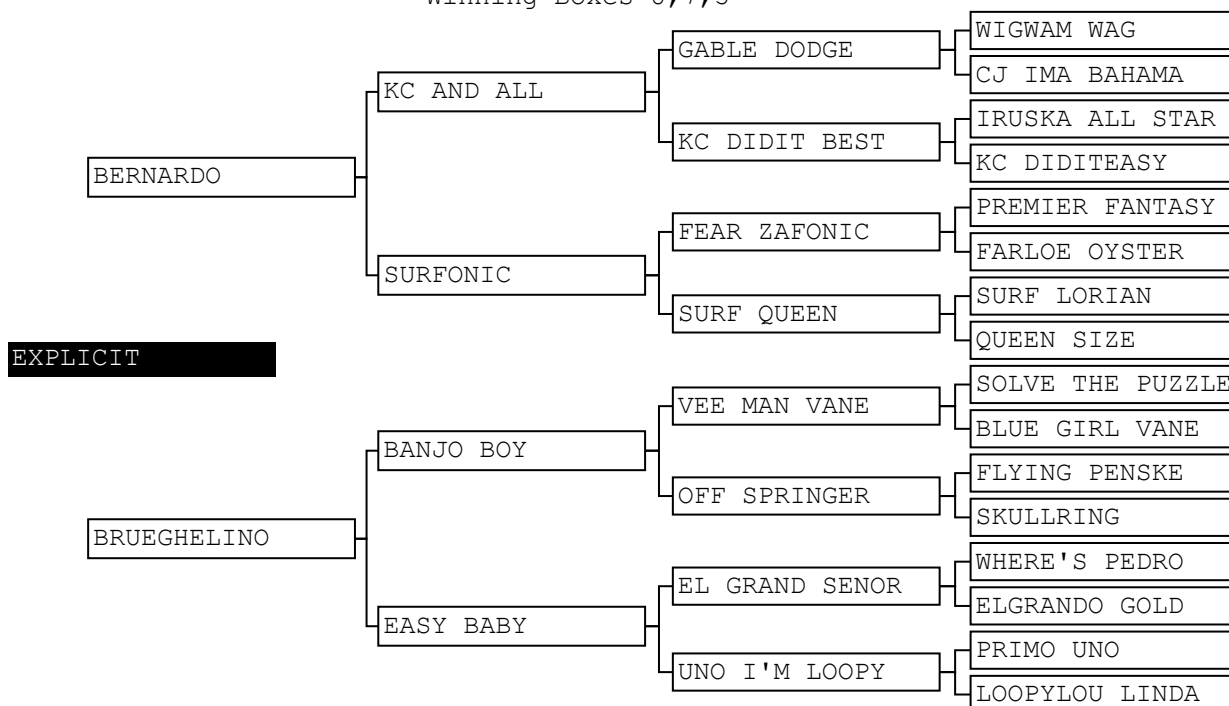 Winning Boxes
WIGWAM WAG
GABLE DODGE
CJ IMA BAHAMA
KC AND ALL
IRUSKA ALL STAR
KC DIDIT BEST
KC DIDITEASY
BERNARDO
PREMIER FANTASY
FEAR ZAFONIC
FARLOE OYSTER
SURFONIC
SURF LORIAN
SURF QUEEN
QUEEN SIZE
EXPLICIT
SOLVE THE PUZZLE
VEE MAN VANE
BLUE GIRL VANE
BANJO BOY
FLYING PENSKE
OFF SPRINGER
SKULLRING
BRUEGHELINO
WHERE'S PEDRO
EL GRAND SENOR
ELGRANDO GOLD
EASY BABY
PRIMO UNO
UNO I'M LOOPY
LOOPYLOU LINDA